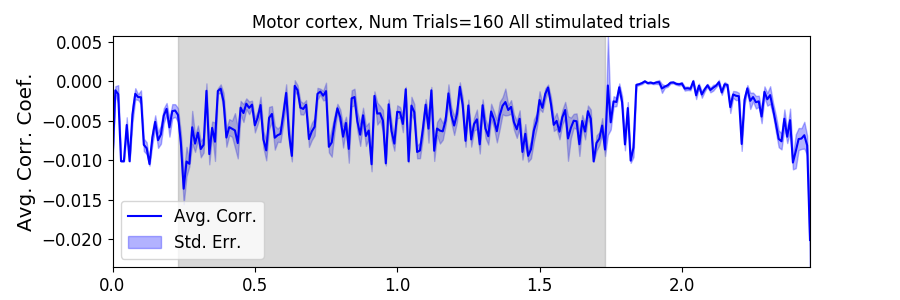 Motor cortex, Num Trials=160 All stimulated trials
Avg. Corr. Coef.
0.005
0.000
−0.005
−0.010
−0.015
−0.020
Avg. Corr.
Std. Err.
0.0 0.5 1.0 1.5 2.0